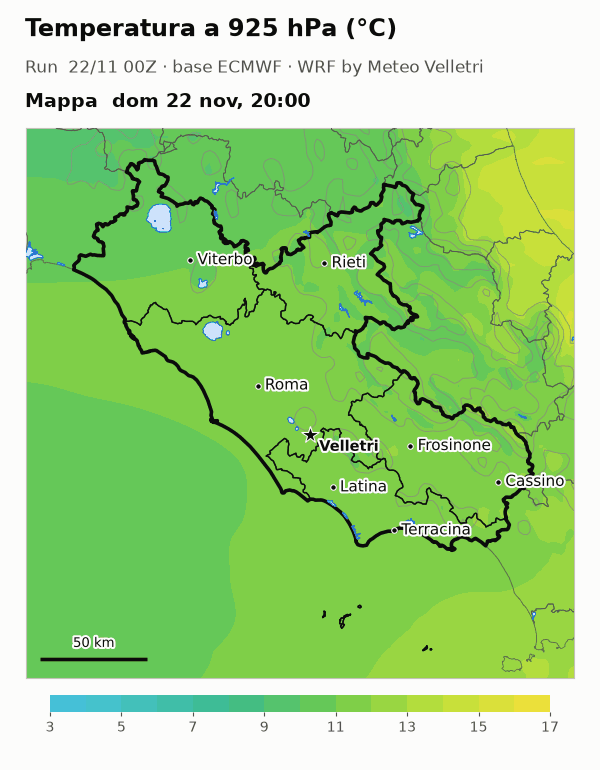 Temperatura a 925 hPa (°C)
Run  22/11 00Z · base ECMWF · WRF by Meteo Velletri
Mappa  dom 22 nov, 20:00
Viterbo
Rieti
Roma
Velletri
Frosinone
Cassino
Latina
Terracina
50 km
3 5 7 9 11 13 15 17